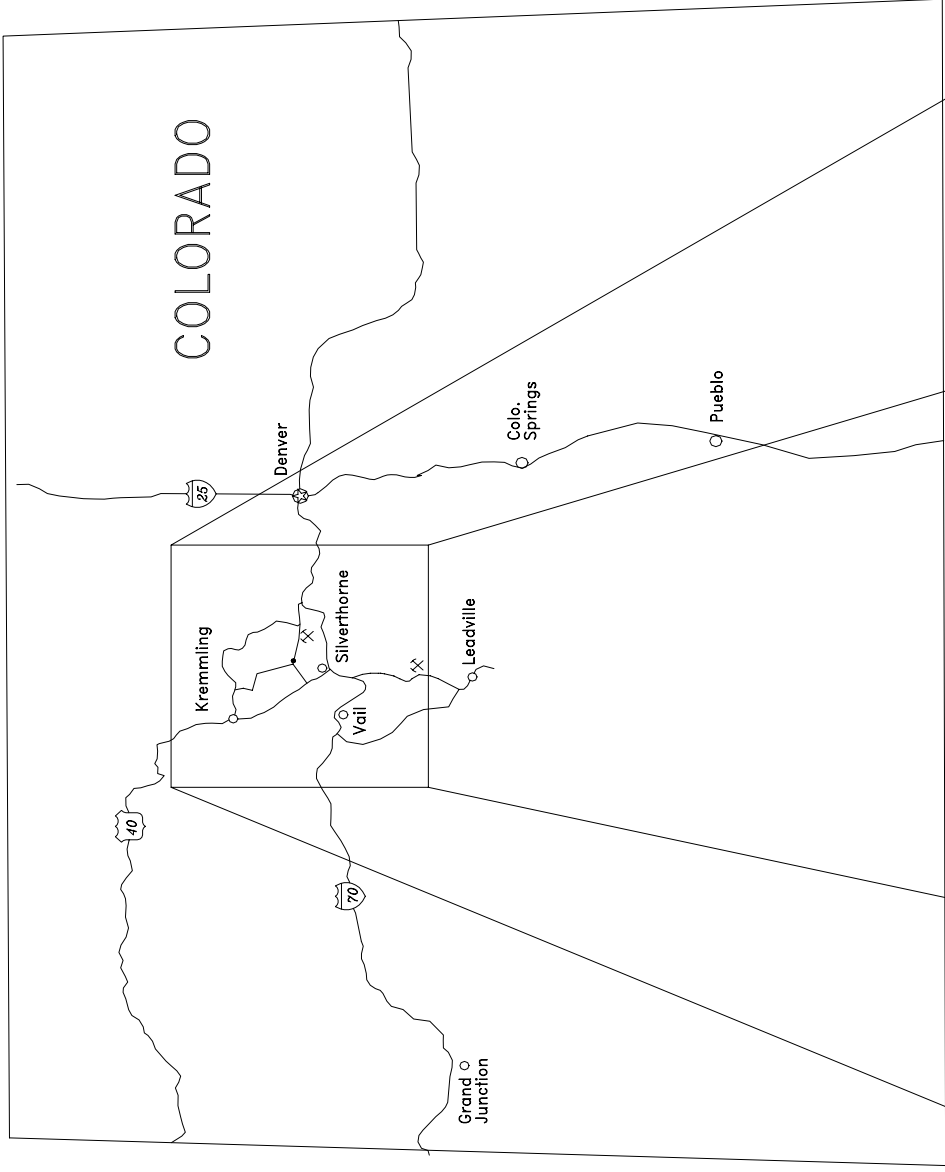 COLORADO
Denver
25
Colo.
Springs
Pueblo
Kremmling
Silverthorne
Leadville
Vail
40
70
Grand
Junction